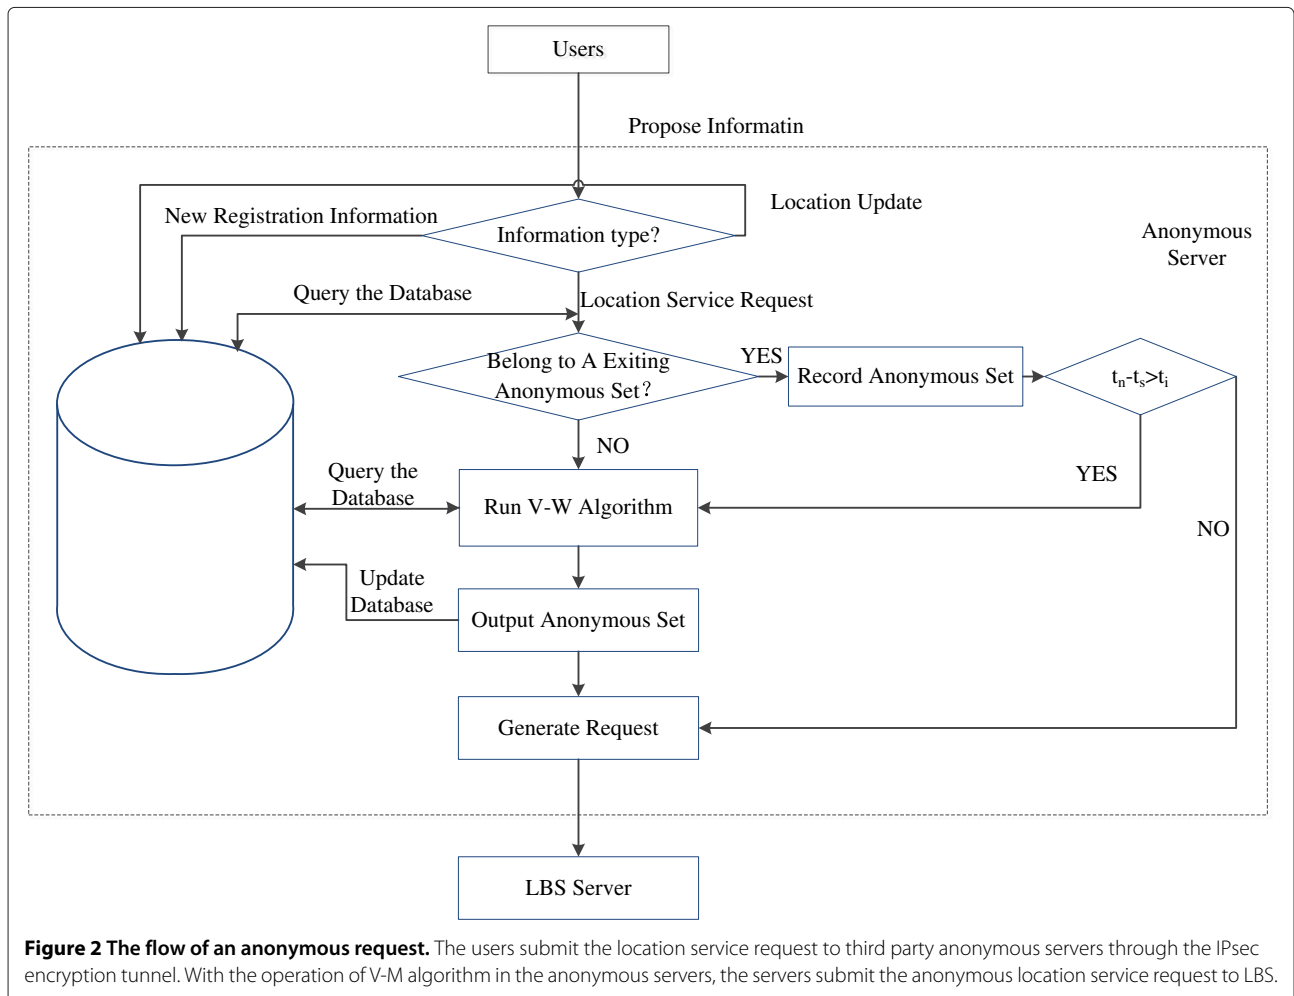 Users
Propose Informatin
Location Update
New Registration Information
Information type?
Anonymous
Server
Query the Database
Location Service Request
Belong to A Exiting
Anonymous Set？
YES
Record Anonymous Set
tn-ts>ti
NO
YES
Query the
Database
Run V-W Algorithm
NO
Update
Database
Output Anonymous Set
Generate Request
LBS Server
Figure 2 The flow of an anonymous request. The users submit the location service request to third party anonymous servers through the IPsec
encryption tunnel. With the operation of V-M algorithm in the anonymous servers, the servers submit the anonymous location service request to LBS.